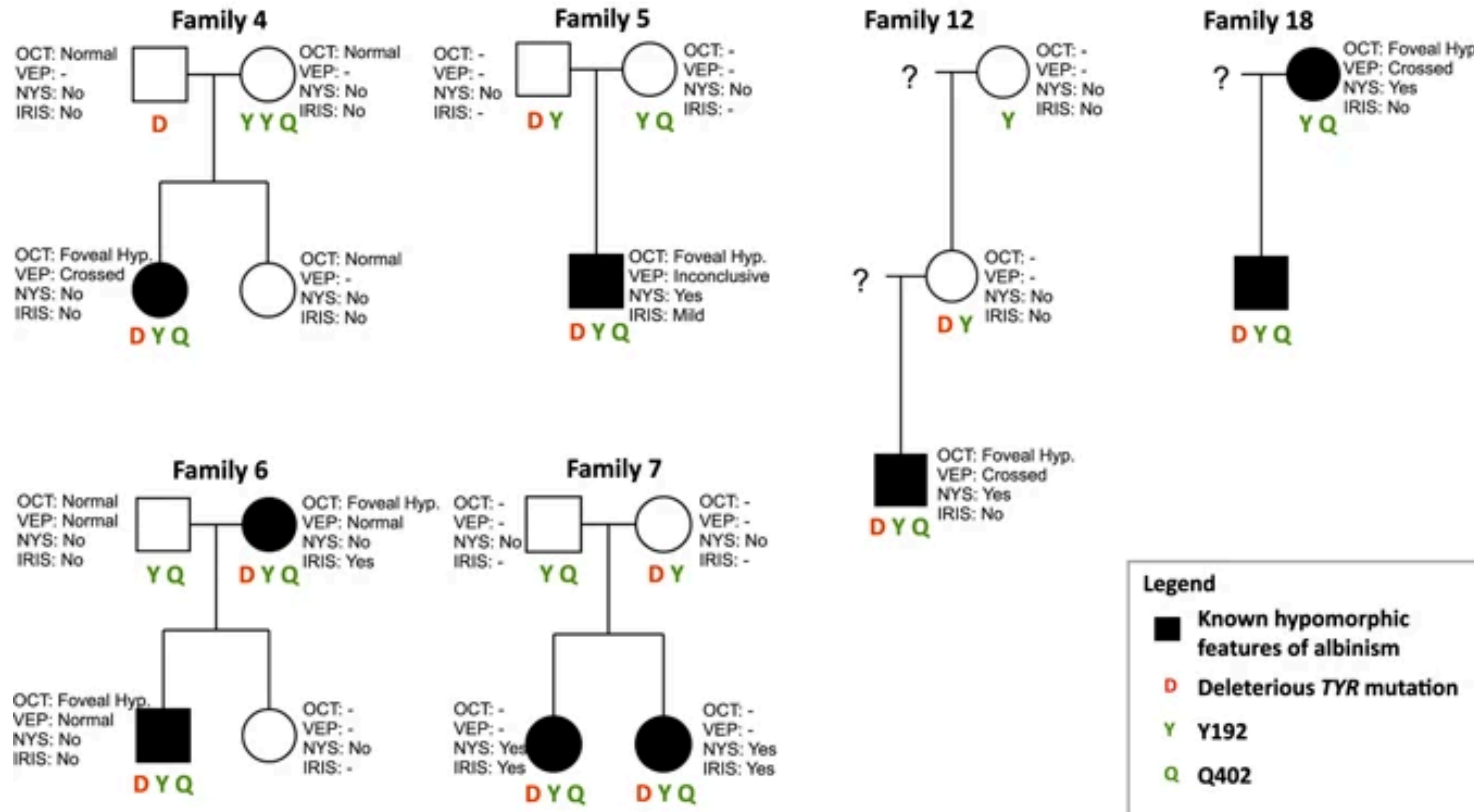 Family 4
OCT: Normal
VEP: -
NYS: No
IRIS: No
D
OCT: Normal
VEP: -
NYS: No
IRIS: No
Y Y Q
OCT: Foveal Hyp.
VEP: Crossed
NYS: No
IRIS: No
D Y Q
OCT: Normal
VEP: -
NYS: No
IRIS: No
Family 5
OCT: -
VEP: -
NYS: No
IRIS: -
D Y
OCT: -
VEP: -
NYS: No
IRIS: -
Y Q
OCT: Foveal Hyp.
VEP: Inconclusive
NYS: Yes
IRIS: Mild
D Y Q
Family 12
?
OCT: -
VEP: -
NYS: No
IRIS: No
Y
?
OCT: -
VEP: -
NYS: No
IRIS: No
D Y
OCT: Foveal Hyp.
VEP: Crossed
NYS: Yes
IRIS: No
D Y Q
Family 18
?
OCT: Foveal Hyp.
VEP: Crossed
NYS: Yes
IRIS: No
Y Q
D Y Q
Family 6
OCT: Normal
VEP: Normal
NYS: No
IRIS: No
Y Q
OCT: Foveal Hyp.
VEP: Normal
NYS: No
IRIS: Yes
D Y Q
OCT: Foveal Hyp.
VEP: Normal
NYS: No
IRIS: No
D Y Q
OCT: -
VEP: -
NYS: No
IRIS: -
Family 7
OCT: -
VEP: -
NYS: No
IRIS: -
Y Q
OCT: -
VEP: -
NYS: No
IRIS: -
D Y
OCT: -
VEP: -
NYS: Yes
IRIS: Yes
D Y Q
OCT: -
VEP: -
NYS: Yes
IRIS: Yes
D Y Q
Legend
Known hypomorphic
features of albinism
D Deleterious TYR mutation
Y Y192
Q Q402